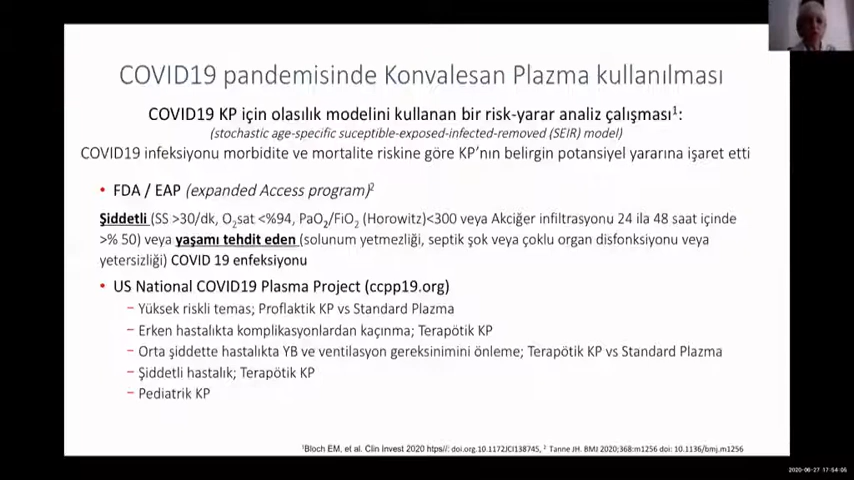 COVID19 pandemisinde Konvalesan Plazma kullanılması
COVID19 KP için olasılık modelini kullanan bir risk-yarar analiz çalışması¹:
(stochastic age-specific suceptible-exposed-infected-removed (SEIR) model)
COVID19 infeksiyonu morbidite ve mortalite riskine göre KP'nın belirgin potansiyel yararına işaret etti
• FDA / EAP (expanded Access program)²
Şiddetli (SS >30/dk, O₂sat <%94, PaO₂/FiO₂ (Horowitz)<300 veya Akciğer infiltrasyonu 24 ila 48 saat içinde
>% 50) veya yaşamı tehdit eden (solunum yetmezliği, septik şok veya çoklu organ disfonksiyonu veya
yetersizliği) COVID 19 enfeksiyonu
• US National COVID19 Plasma Project (ccpp19.org)
− Yüksek riskli temas; Proflaktik KP vs Standard Plazma
− Erken hastalıkta komplikasyonlardan kaçınma; Terapötik KP
− Orta şiddette hastalıkta YB ve ventilasyon gereksinimini önleme; Terapötik KP vs Standard Plazma
− Şiddetli hastalık; Terapötik KP
− Pediatrik KP
¹Bloch EM, et al. Clin Invest 2020 htps//: doi.org.10.1172JCI138745, ² Tanne JH. BMJ 2020;368:m1256 doi: 10.1136/bmj.m1256
2020-06-27 17:54:05